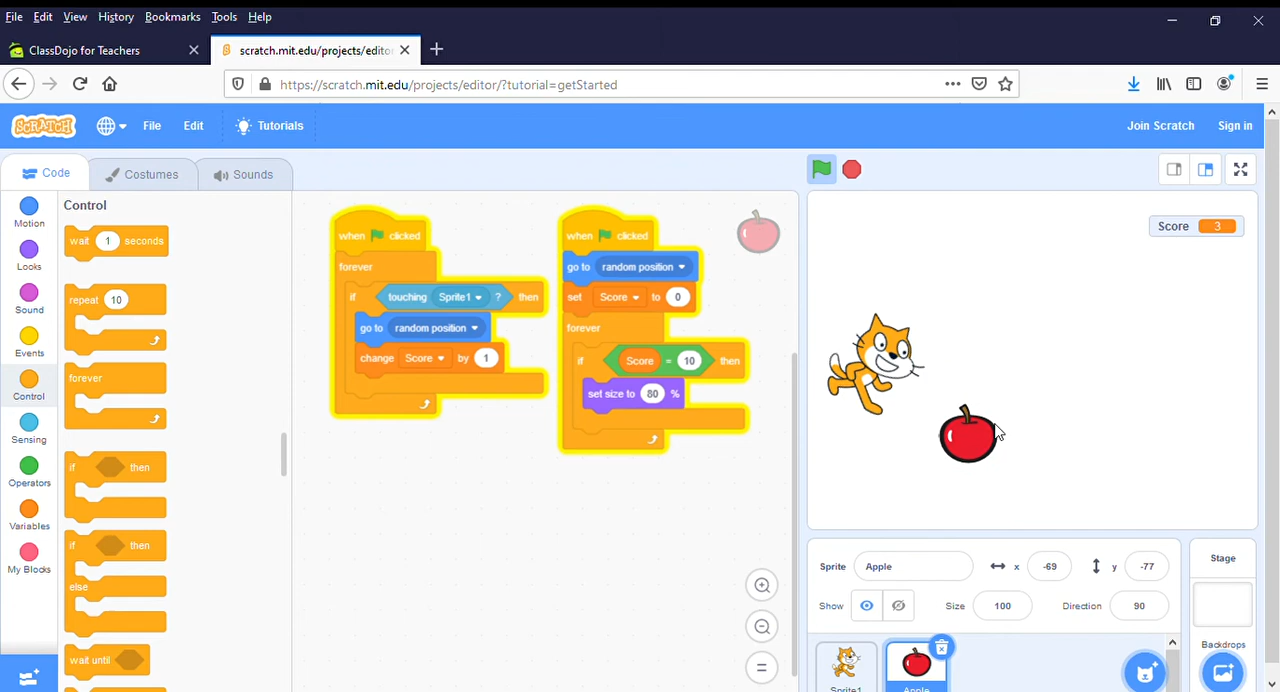 File Edit View History Bookmarks Tools Help
ClassDojo for Teachers
scratch.mit.edu/projects/editor
https://scratch.mit.edu/projects/editor/?tutorial=getStarted
SCRATCH File Edit Tutorials Join Scratch Sign in
Code Costumes Sounds
Motion
Looks
Sound
Events
Control
Sensing
Operators
Variables
My Blocks
Control
wait 1 seconds
repeat 10
forever
if then
if then
else
wait until
when clicked
forever
if touching Sprite1 ? then
go to random position
change Score by 1
when clicked
go to random position
set Score to 0
forever
if Score = 10 then
set size to 80 %
Score 3
Sprite Apple x -69 y -77
Show Size 100 Direction 90
Sprite1
Apple
Stage
Backdrops